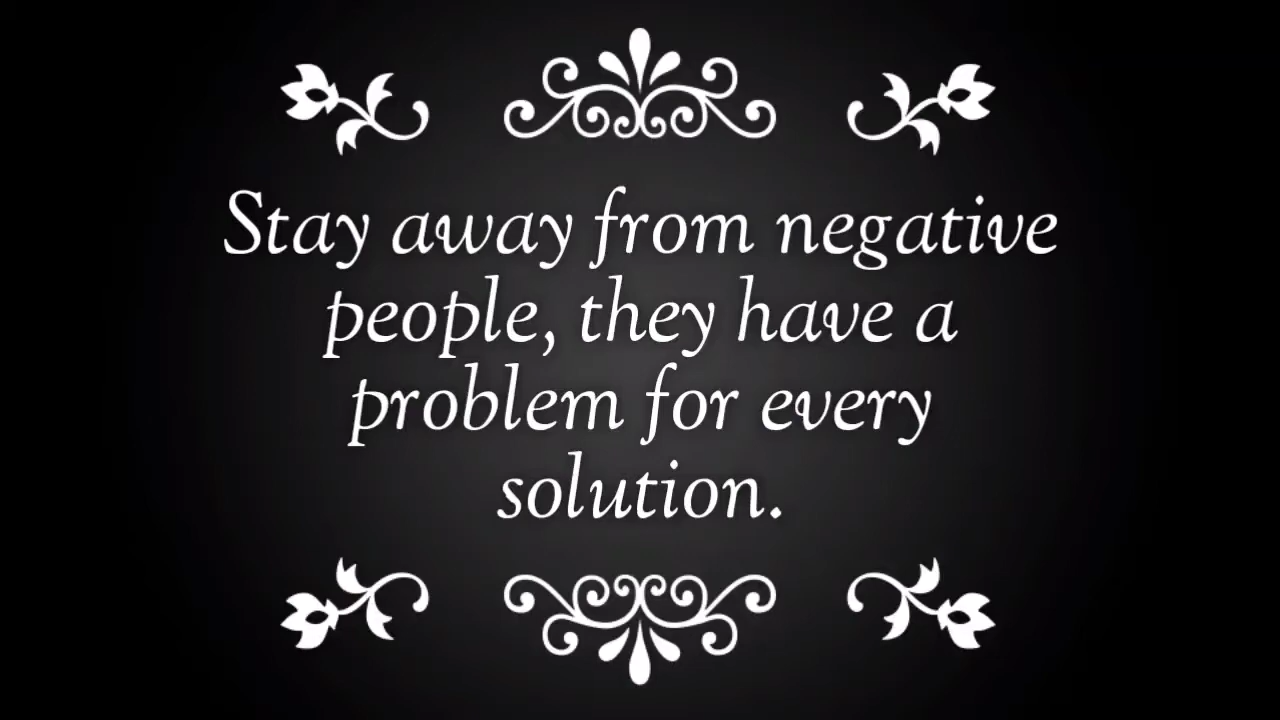 Stay away from negative
people, they have a
problem for every
solution.